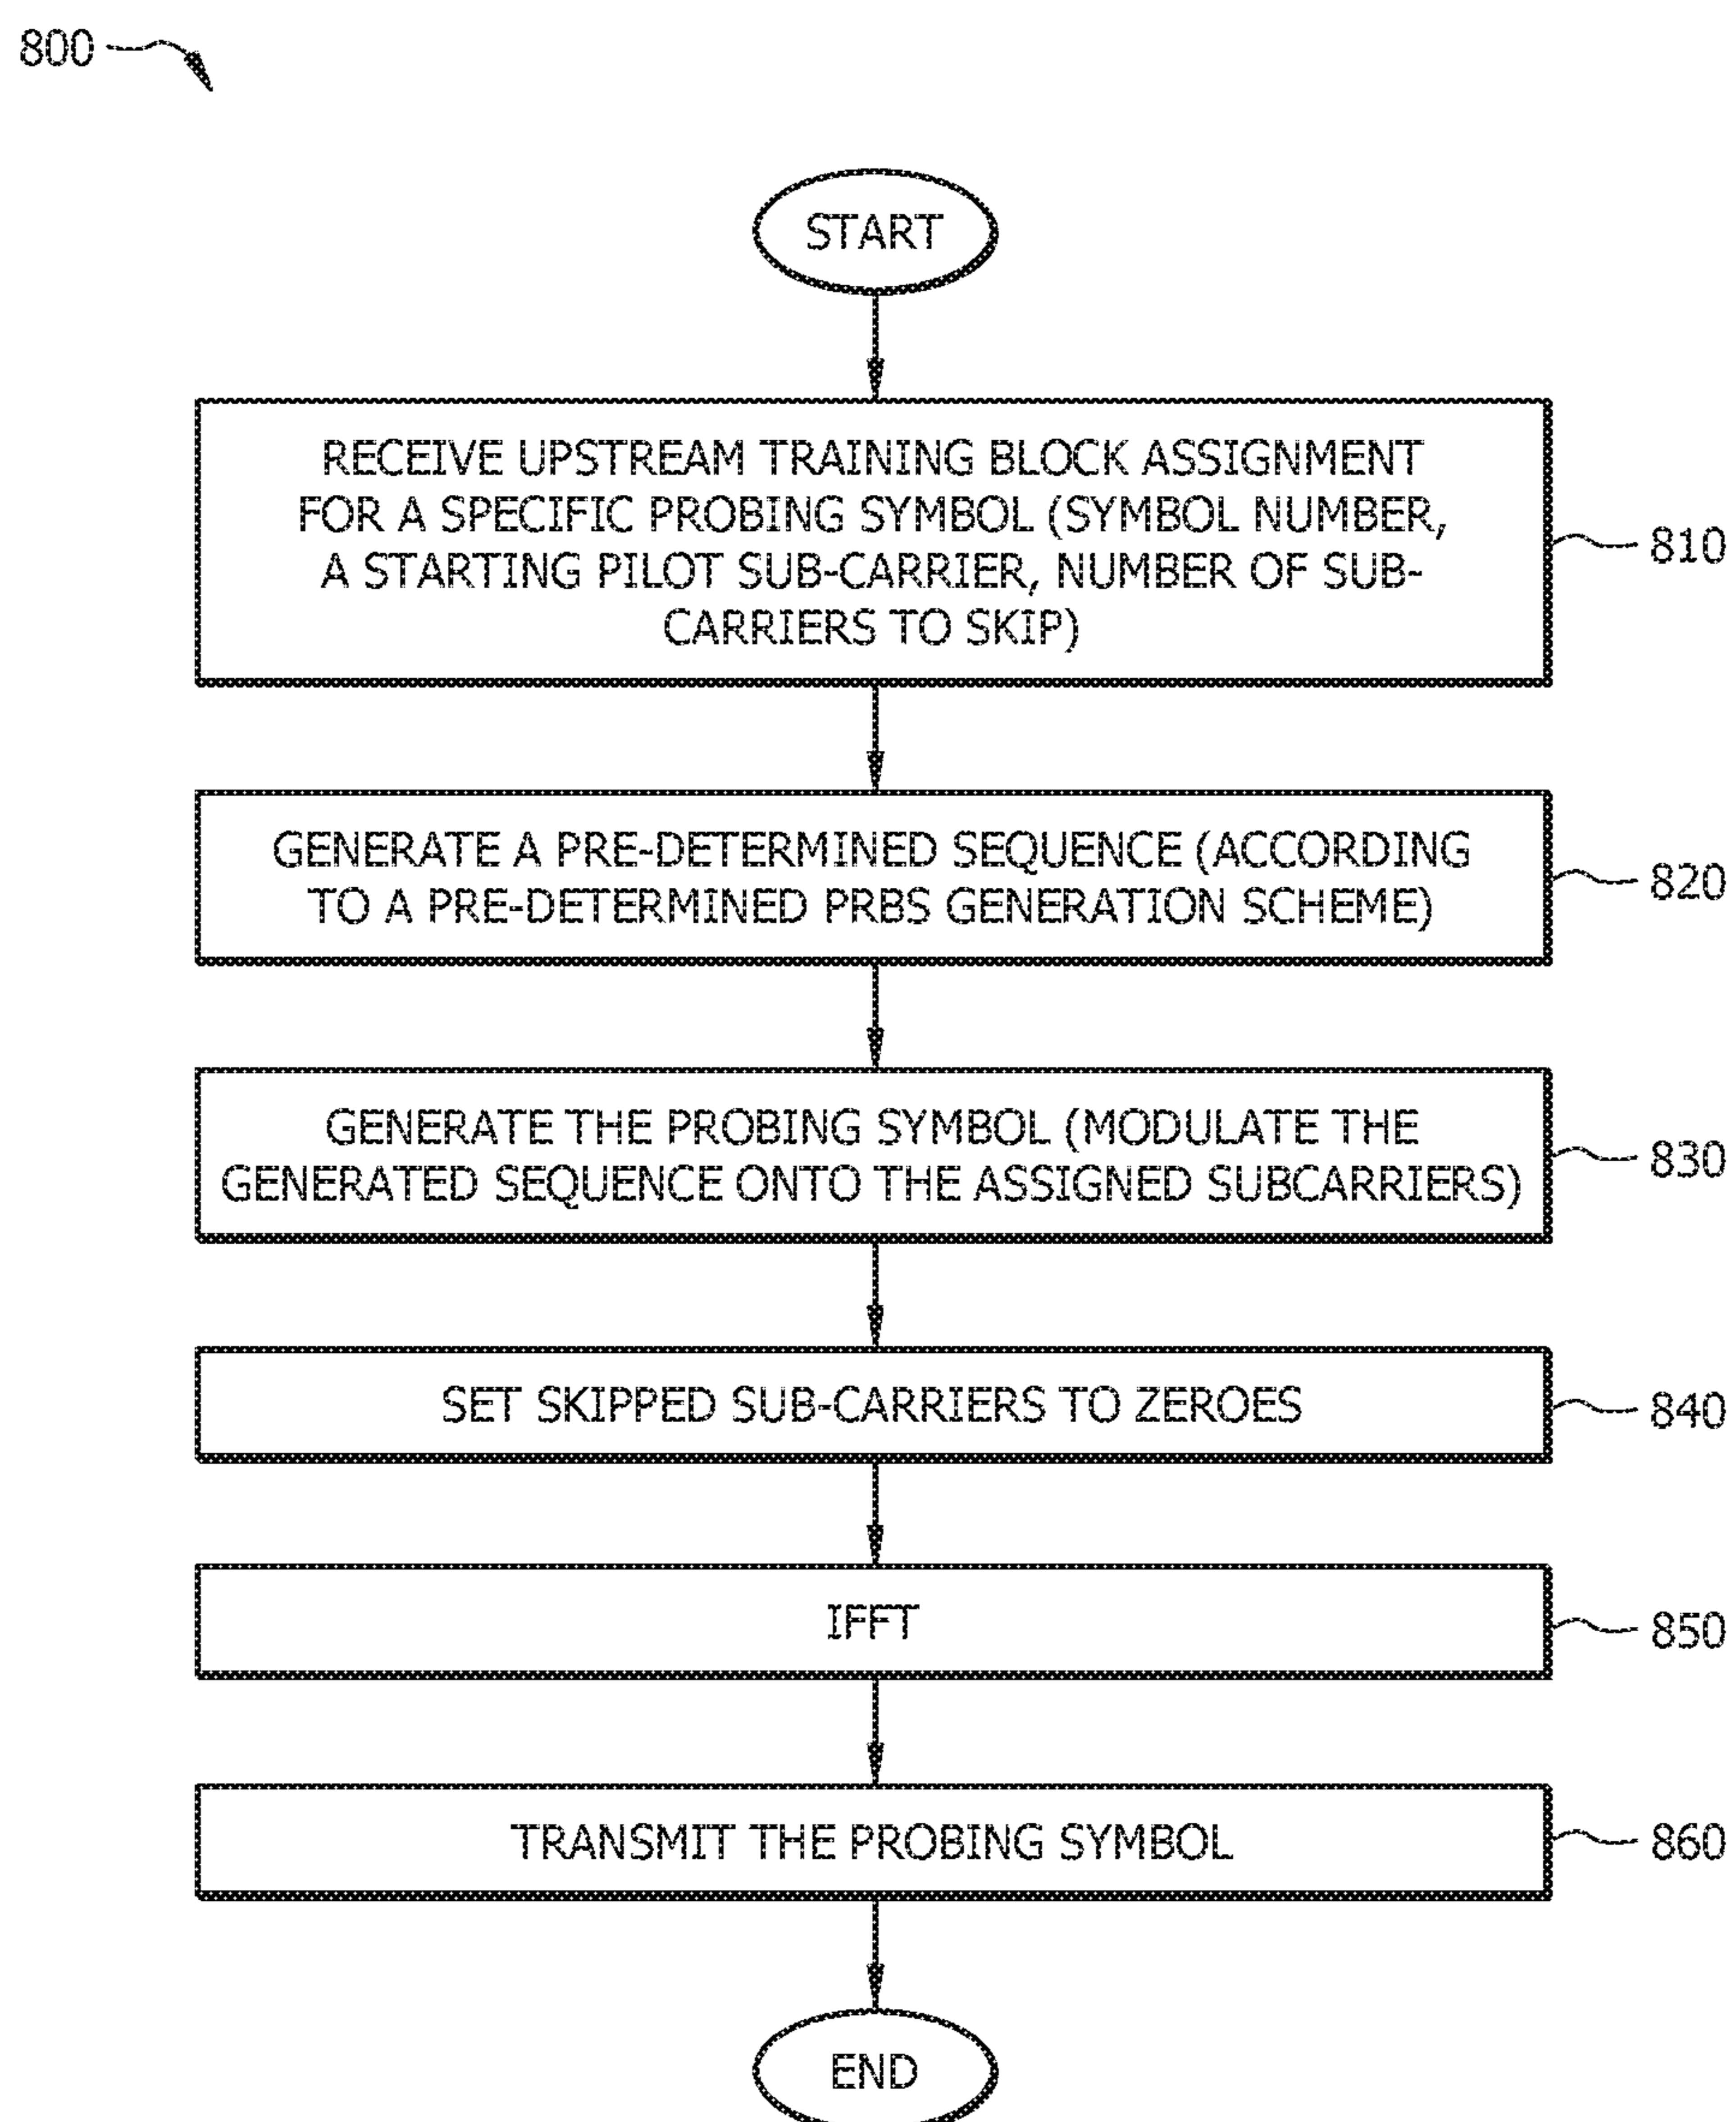 800
START
RECEIVE UPSTREAM TRAINING BLOCK ASSIGNMENT
FOR A SPECIFIC PROBING SYMBOL (SYMBOL NUMBER,
A STARTING PILOT SUB-CARRIER, NUMBER OF SUB-
CARRIERS TO SKIP)
810
GENERATE A PRE-DETERMINED SEQUENCE (ACCORDING
TO A PRE-DETERMINED PRBS GENERATION SCHEME)
820
GENERATE THE PROBING SYMBOL (MODULATE THE
GENERATED SEQUENCE ONTO THE ASSIGNED SUBCARRIERS)
830
SET SKIPPED SUB-CARRIERS TO ZEROES
840
IFFT
850
TRANSMIT THE PROBING SYMBOL
860
END